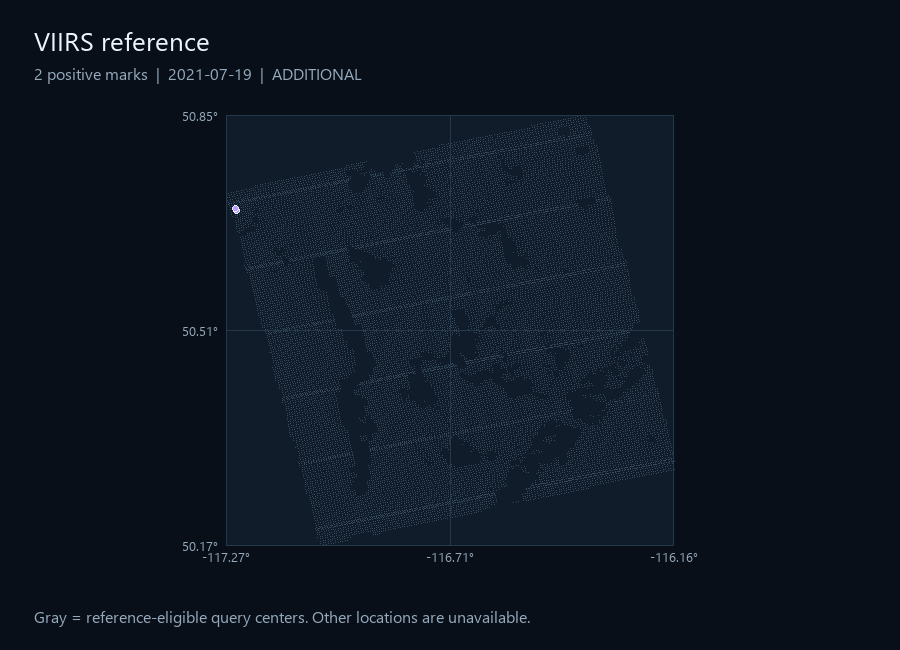 VIIRS reference
2 positive marks | 2021-07-19 | ADDITIONAL
50.85°
50.51°
50.17°
-117.27°
-116.71°
-116.16°
Gray = reference-eligible query centers. Other locations are unavailable.